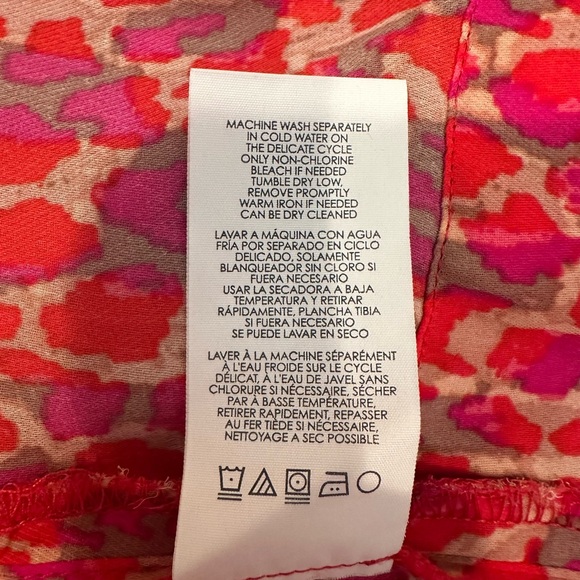 MACHINE WASH SEPARATELY
IN COLD WATER ON
THE DELICATE CYCLE
ONLY NON-CHLORINE
BLEACH IF NEEDED
TUMBLE DRY LOW,
REMOVE PROMPTLY
WARM IRON IF NEEDED
CAN BE DRY CLEANED
LAVAR A MÁQUINA CON AGUA
FRÍA POR SEPARADO EN CICLO
DELICADO, SOLAMENTE
BLANQUEADOR SIN CLORO SI
FUERA NECESARIO
USAR LA SECADORA A BAJA
TEMPERATURA Y RETIRAR
RÁPIDAMENTE, PLANCHA TIBIA
SI FUERA NECESARIO
SE PUEDE LAVAR EN SECO
LAVER À LA MACHINE SÉPARÉMENT
À L'EAU FROIDE SUR LE CYCLE
DÉLICAT, À L'EAU DE JAVEL SANS
CHLORURE SI NÉCESSAIRE, SÉCHER
PAR À BASSE TEMPÉRATURE,
RETIRER RAPIDEMENT, REPASSER
AU FER TIÈDE SI NÉCESSAIRE,
NETTOYAGE A SEC POSSIBLE